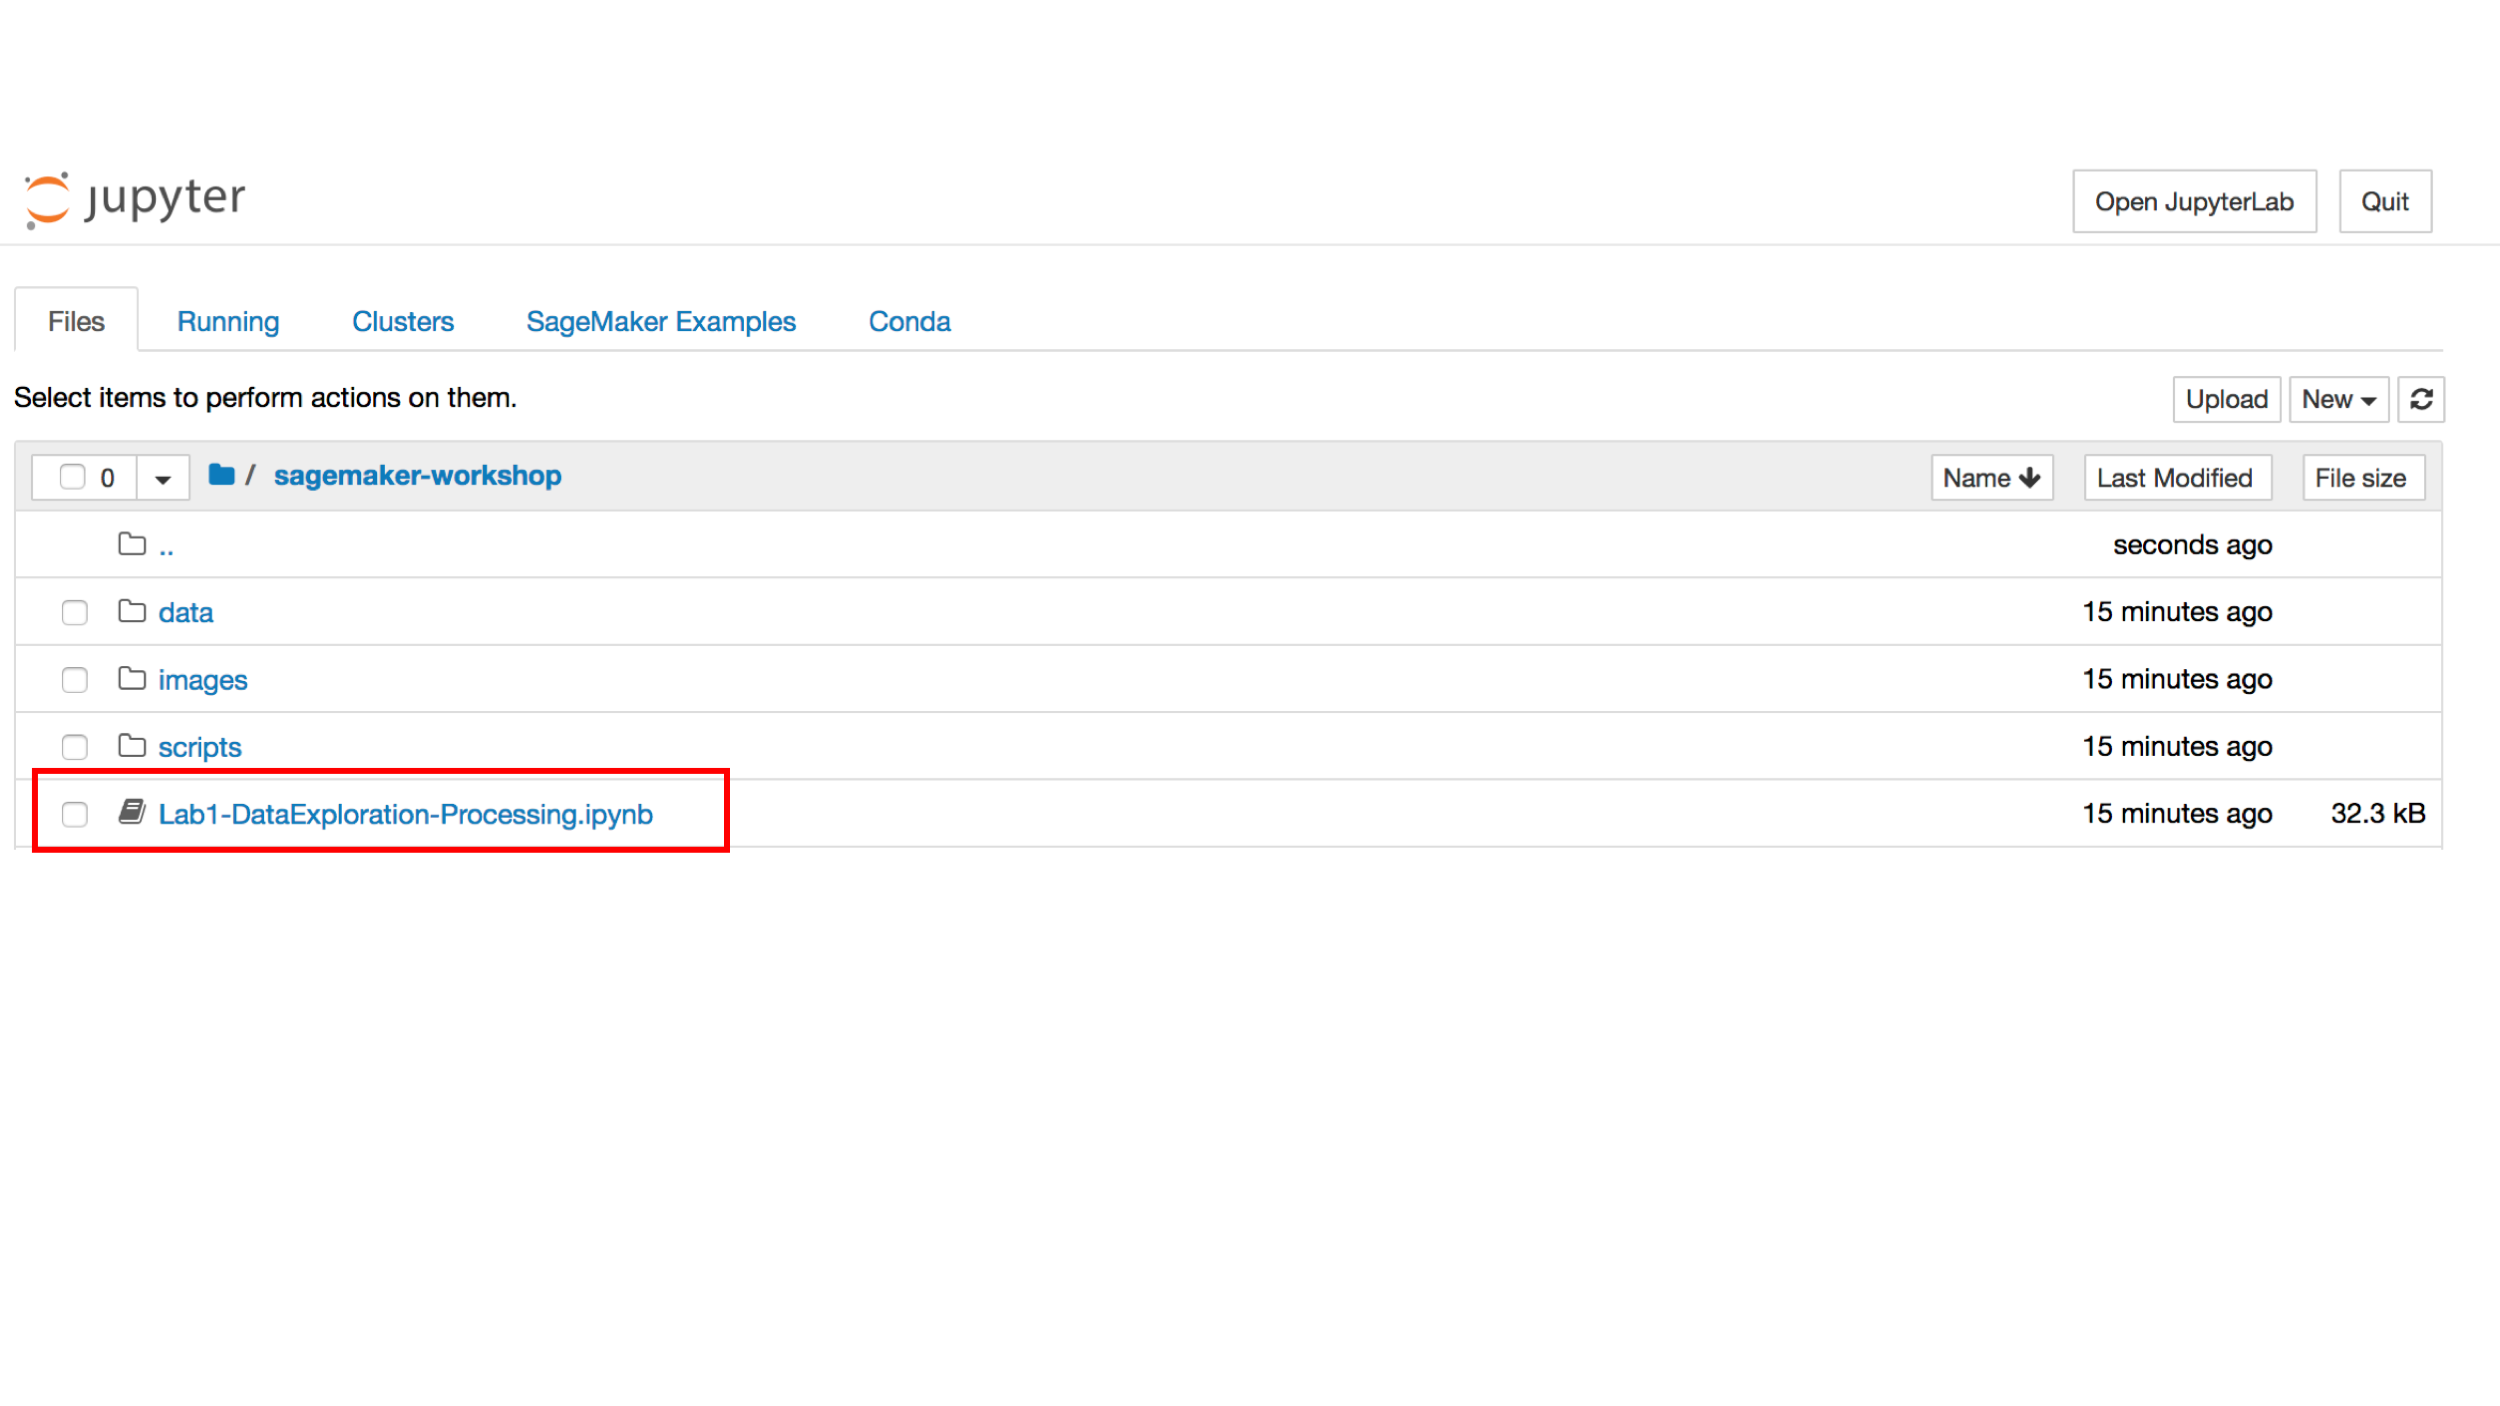 jupyter
Open JupyterLab Quit
Files Running Clusters SageMaker Examples Conda
Select items to perform actions on them.
Upload New
0 / sagemaker-workshop Name Last Modified File size
.. seconds ago
data 15 minutes ago
images 15 minutes ago
scripts 15 minutes ago
Lab1-DataExploration-Processing.ipynb 15 minutes ago 32.3 kB